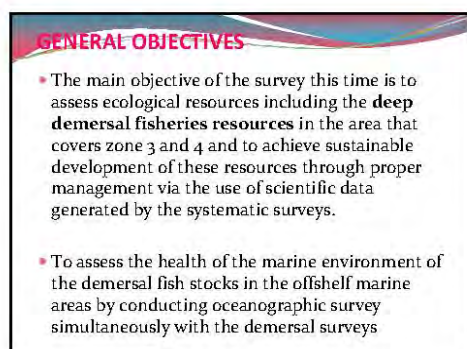 GENERAL OBJECTIVES
• The main objective of the survey this time is to
assess ecological resources including the deep
demersal fisheries resources in the area that
covers zone 3 and 4 and to achieve sustainable
development of these resources through proper
management via the use of scientific data
generated by the systematic surveys.
• To assess the health of the marine environment of
the demersal fish stocks in the offshelf marine
areas by conducting oceanographic survey
simultaneously with the demersal surveys